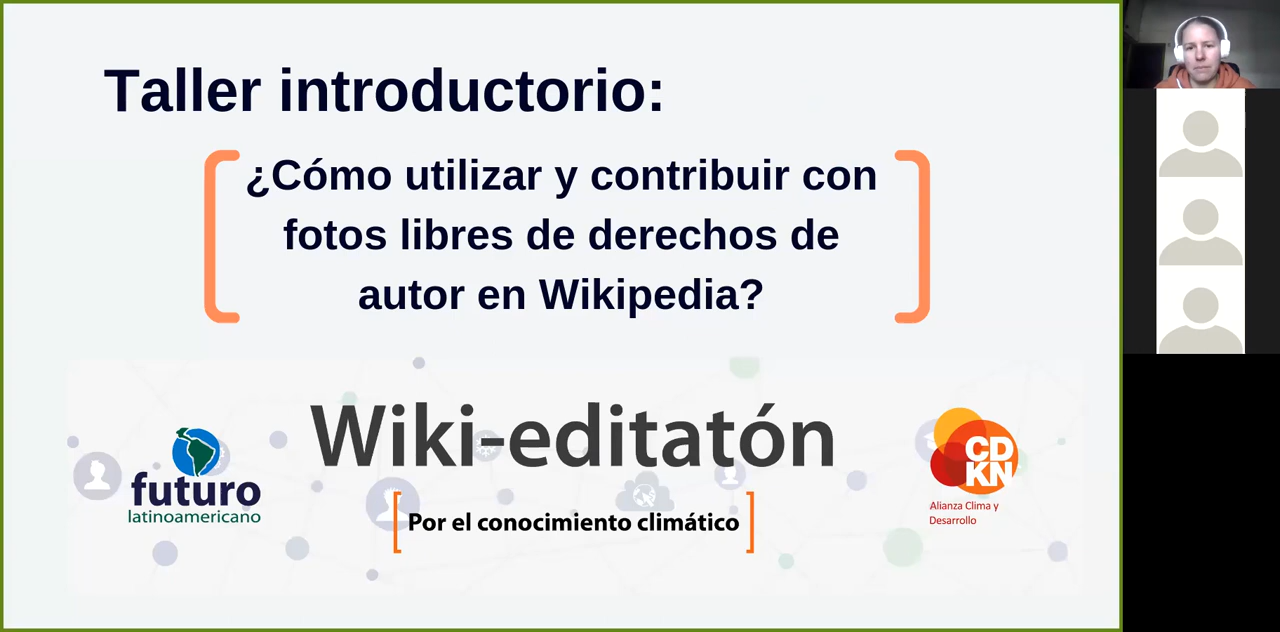 Taller introductorio:
¿Cómo utilizar y contribuir con
fotos libres de derechos de
autor en Wikipedia?
Wiki-editatón
Por el conocimiento climático
futuro
latinoamericano
CD
KN
Alianza Clima y
Desarrollo